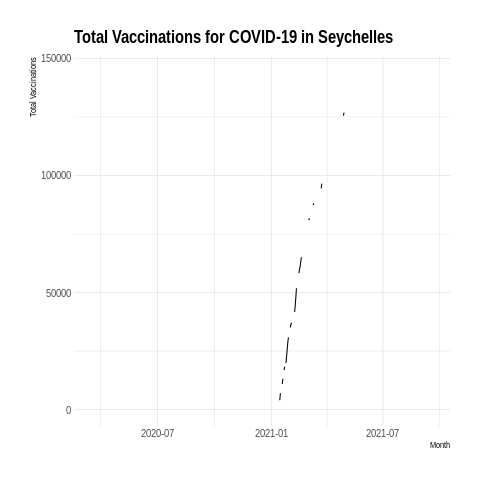 Total Vaccinations for COVID-19 in Seychelles
Total Vaccinations
150000
100000
50000
0
2020-07 2021-01 2021-07
Month